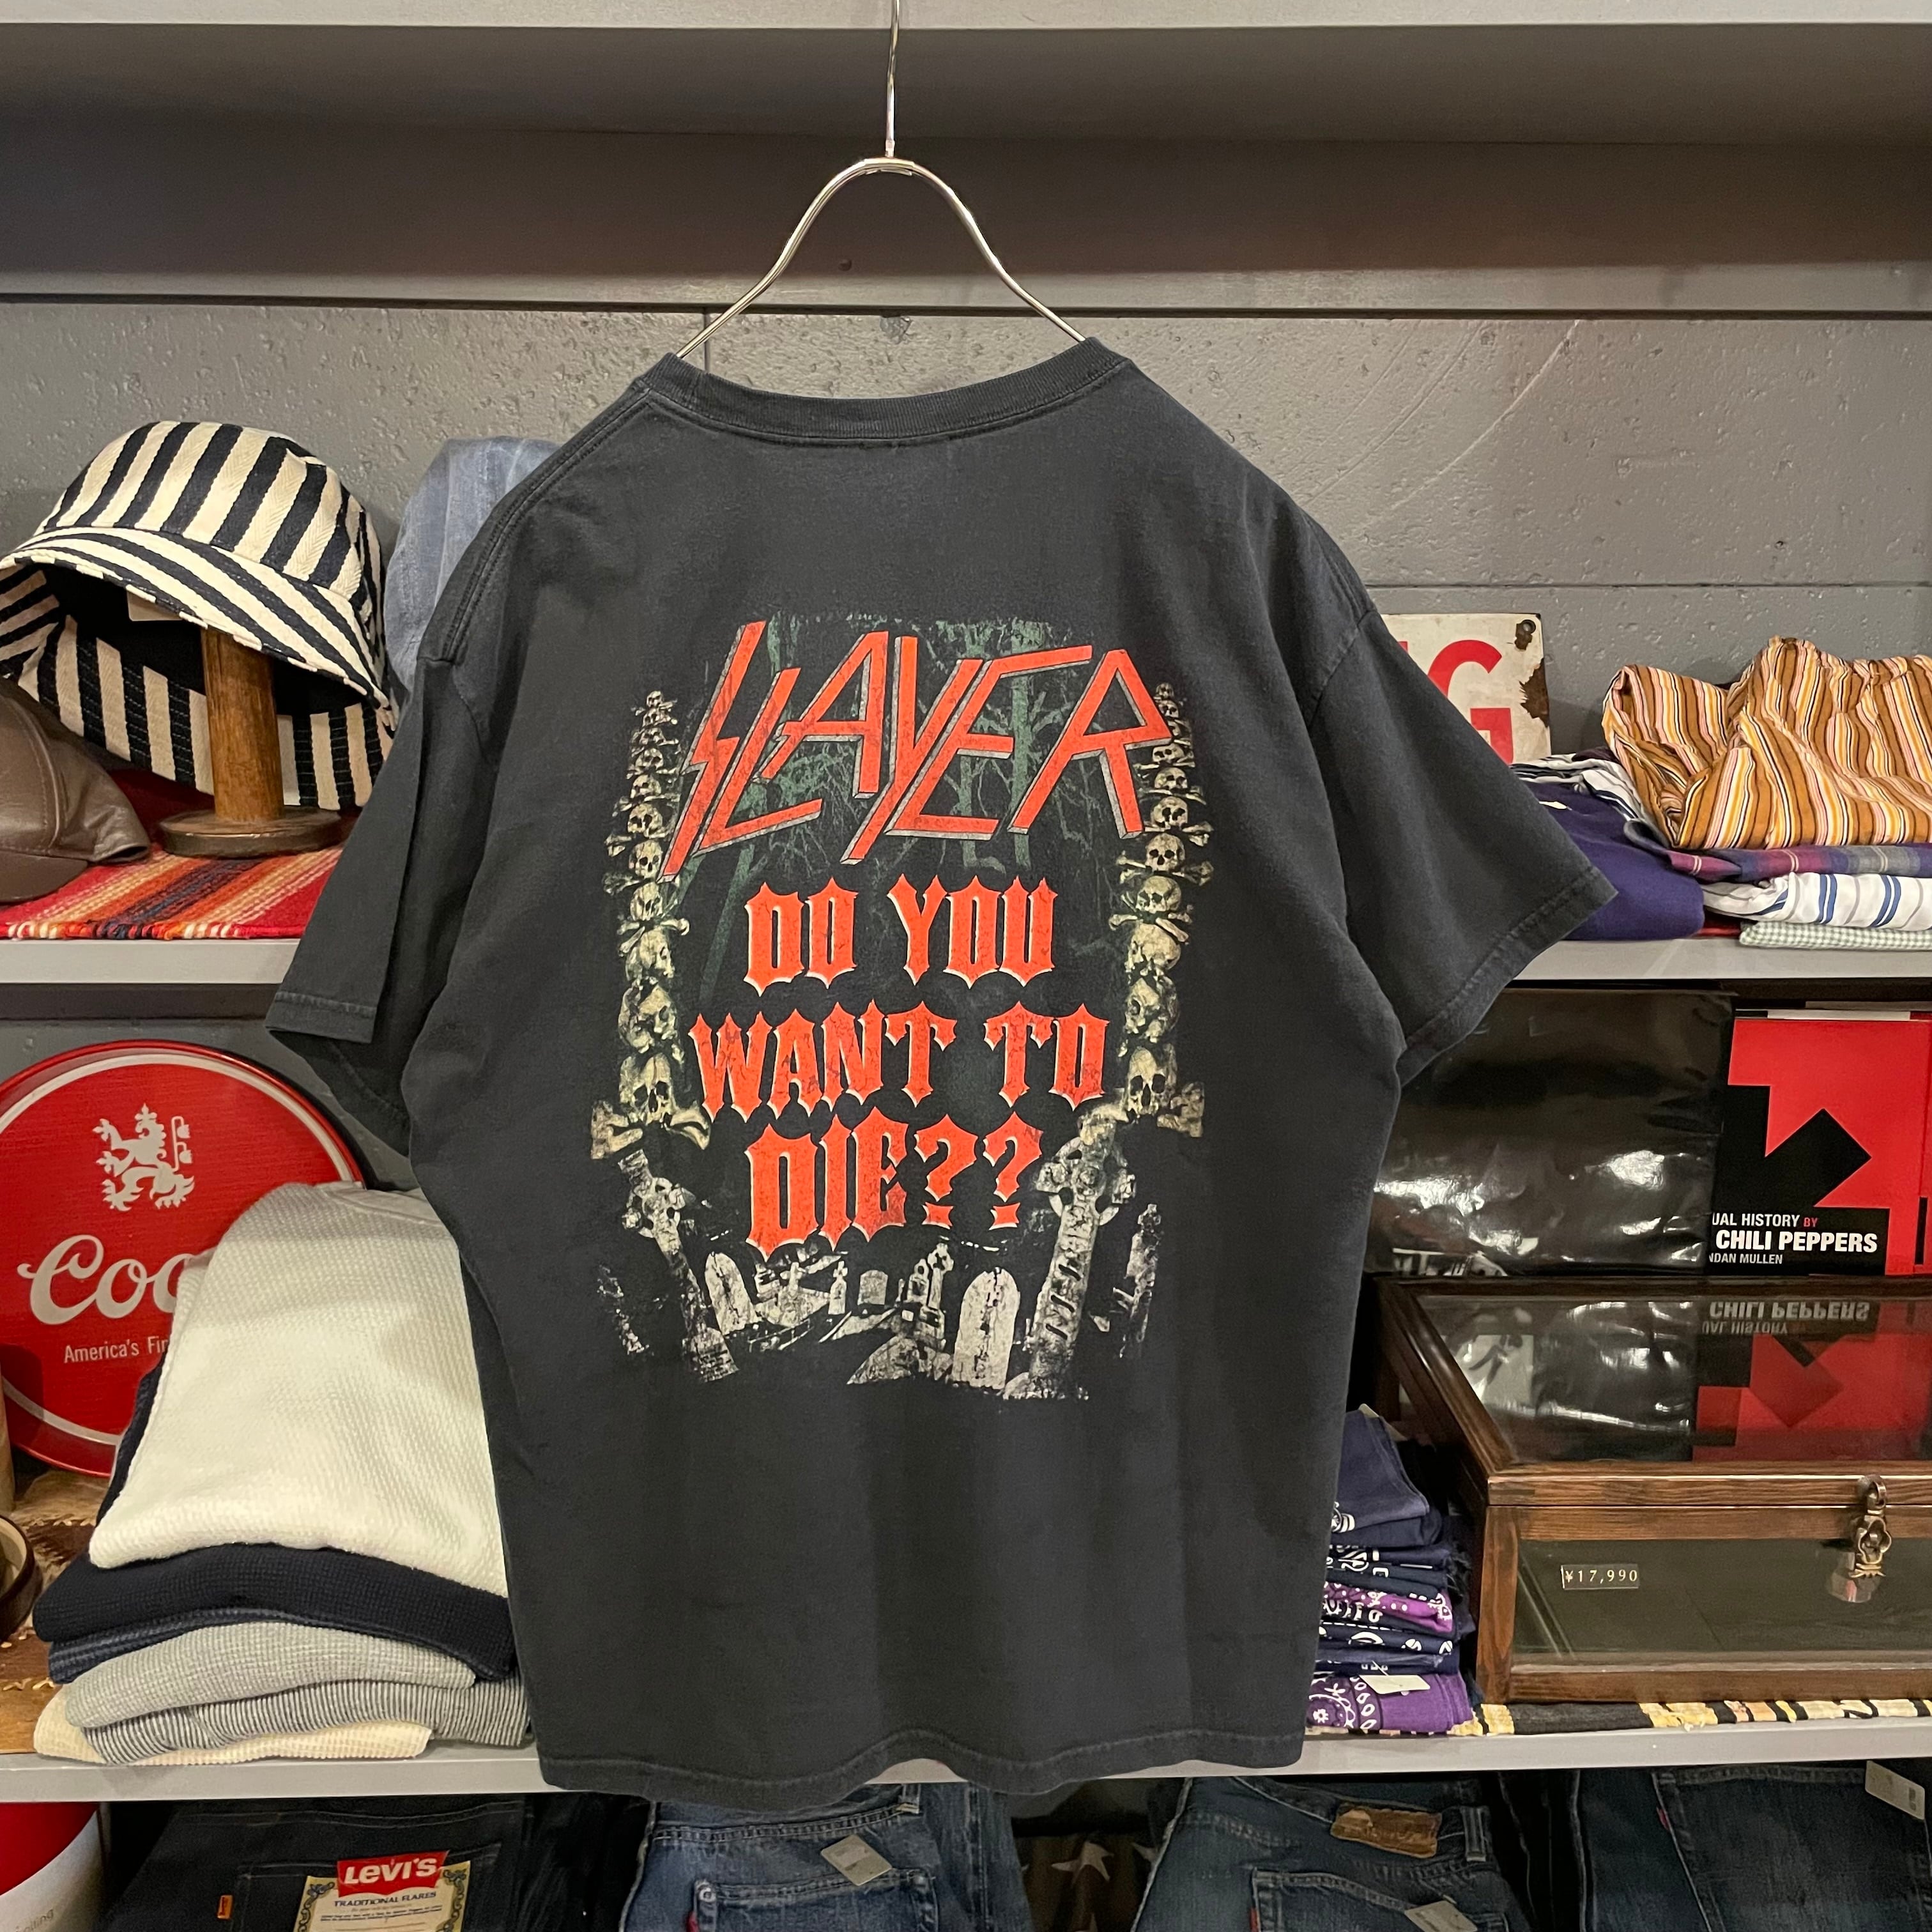 SLAYER
DO YOU
WANT TO
DIE??
G
UAL HISTORY BY
CHILI PEPPERS
NDAN MULLEN
Coo
America's Fi
¥17,990
LEVI'S
TRADITIONAL FLARES